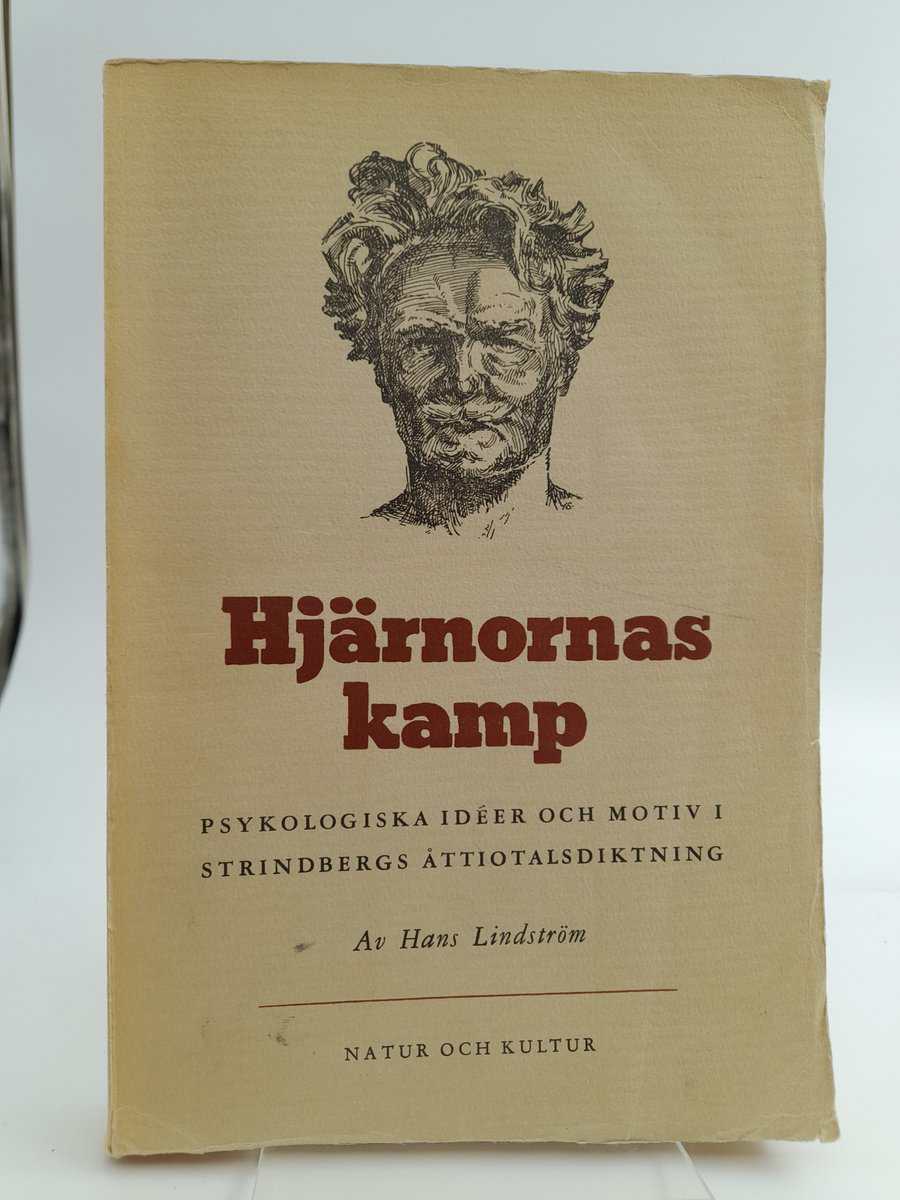 Hjärnornas
kamp
PSYKOLOGISKA IDÉER OCH MOTIV I
STRINDBERGS ÅTTIOTALSDIKTNING
Av Hans Lindström
NATUR OCH KULTUR